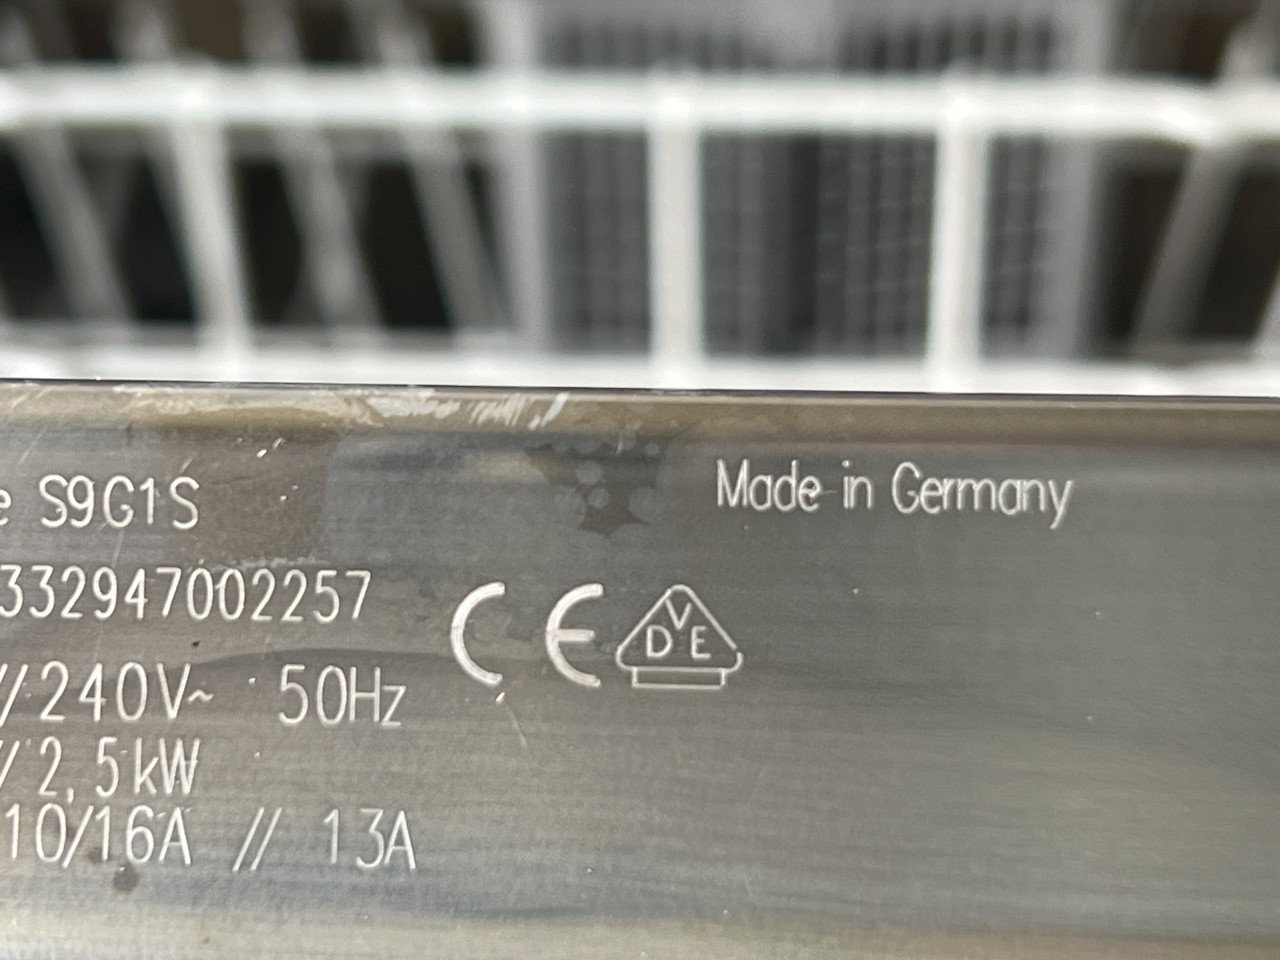 e S9G1S
Made in Germany
332947002257
CE
VDE
// 240V~ 50Hz
// 2,5kW
10/16A // 13A